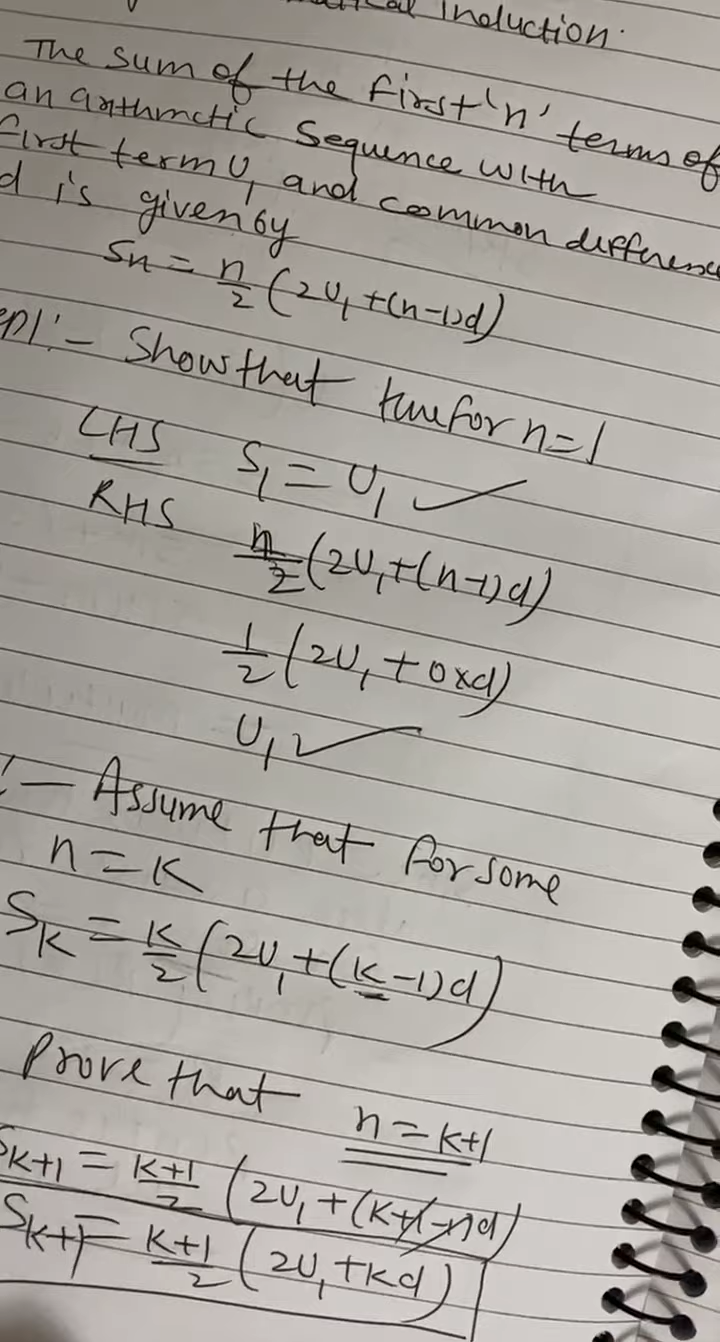 Induction.
The sum of the first 'n' terms of
an arithmetic sequence with
first term U₁ and common difference
d is given by
Sn = n/2 (2U₁ + (n-1)d)
:- Show that true for n=1
LHS S₁ = U₁ ✓
RHS n/2 (2U₁ + (n-1)d)
1/2 (2U₁ + 0xd)
U₁ ✓
:- Assume that for some
n = K
SK = K/2 (2U₁ + (K-1)d)
Prove that n = K+1
SK+1 = K+1/2 (2U₁ + (K+1-1)d)
SK+1 = K+1/2 (2U₁ + Kd)